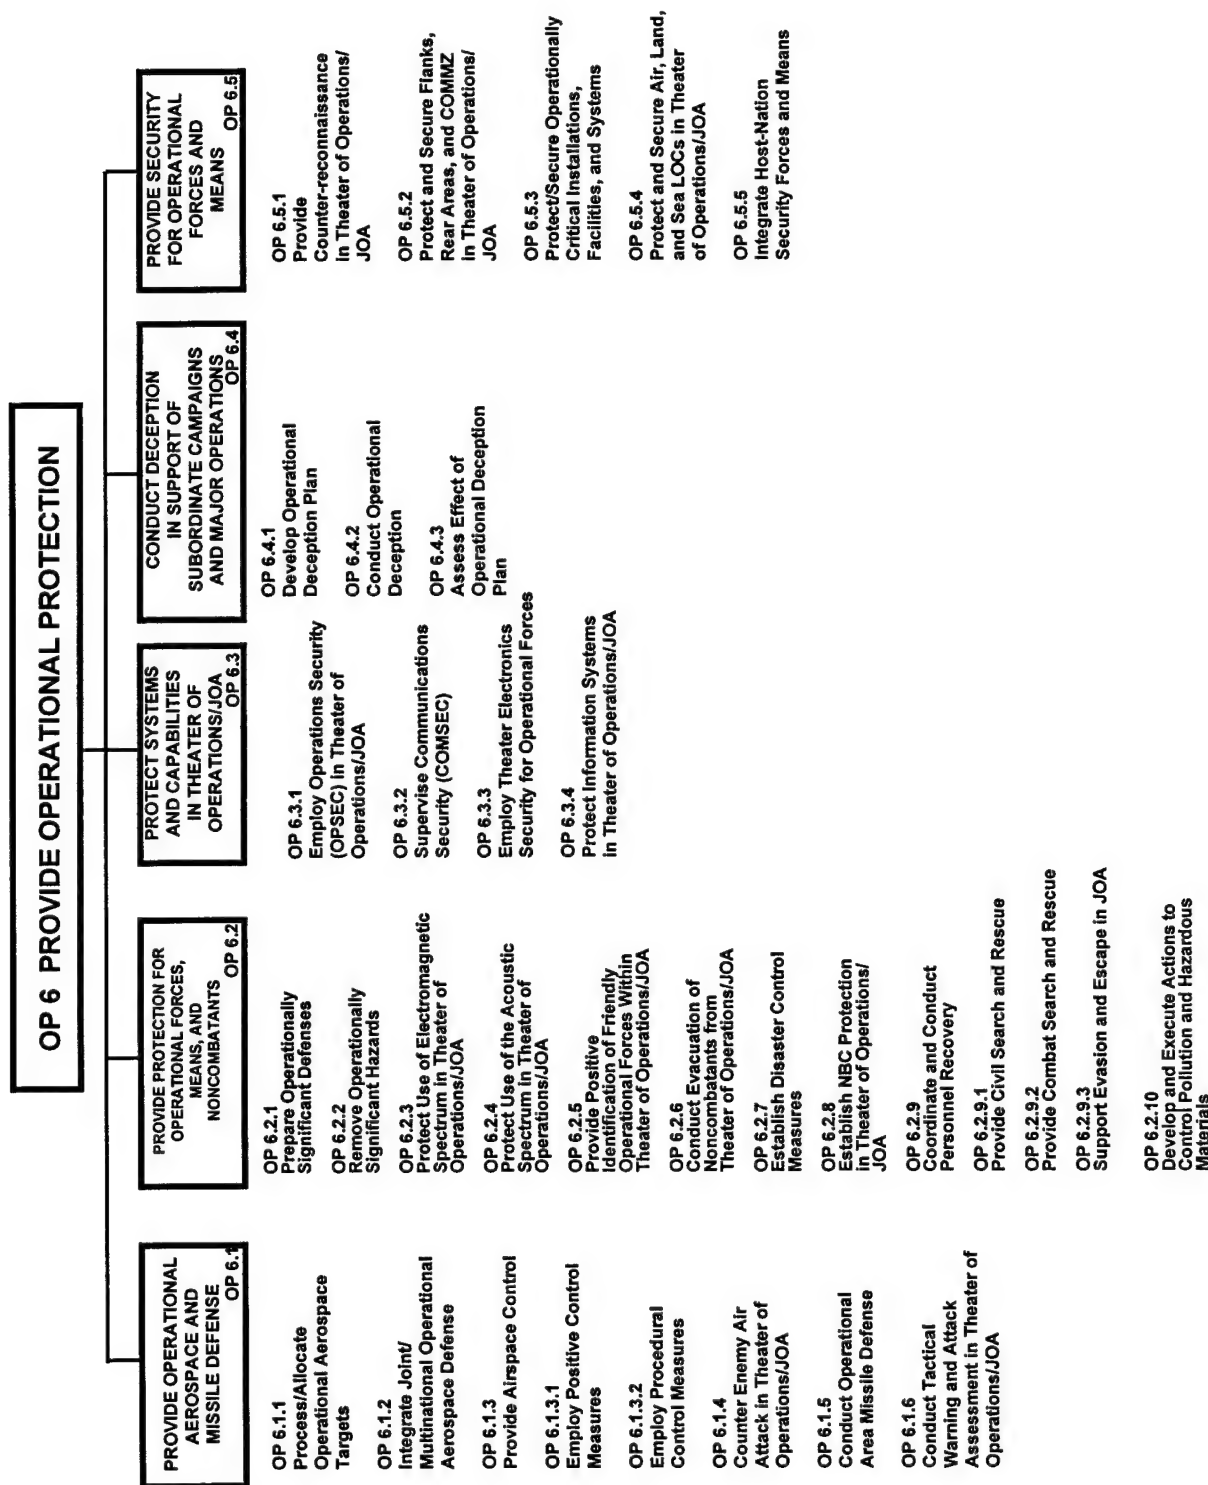 OP 6 PROVIDE OPERATIONAL PROTECTION
PROVIDE OPERATIONAL
AEROSPACE AND
MISSILE DEFENSE
OP 6.1
OP 6.1.1
Process/Allocate
Operational Aerospace
Targets
OP 6.1.2
Integrate Joint/
Multinational Operational
Aerospace Defense
OP 6.1.3
Provide Airspace Control
OP 6.1.3.1
Employ Positive Control
Measures
OP 6.1.3.2
Employ Procedural
Control Measures
OP 6.1.4
Counter Enemy Air
Attack in Theater of
Operations/JOA
OP 6.1.5
Conduct Operational
Area Missile Defense
OP 6.1.6
Conduct Tactical
Warning and Attack
Assessment in Theater of
Operations/JOA
PROVIDE PROTECTION FOR
OPERATIONAL FORCES,
MEANS, AND
NONCOMBATANTS
OP 6.2
OP 6.2.1
Prepare Operationally
Significant Defenses
OP 6.2.2
Remove Operationally
Significant Hazards
OP 6.2.3
Protect Use of Electromagnetic
Spectrum in Theater of
Operations/JOA
OP 6.2.4
Protect Use of the Acoustic
Spectrum in Theater of
Operations/JOA
OP 6.2.5
Provide Positive
Identification of Friendly
Operational Forces Within
Theater of Operations/JOA
OP 6.2.6
Conduct Evacuation of
Noncombatants from
Theater of Operations/JOA
OP 6.2.7
Establish Disaster Control
Measures
OP 6.2.8
Establish NBC Protection
in Theater of Operations/
JOA
OP 6.2.9
Coordinate and Conduct
Personnel Recovery
OP 6.2.9.1
Provide Civil Search and Rescue
OP 6.2.9.2
Provide Combat Search and Rescue
OP 6.2.9.3
Support Evasion and Escape in JOA
OP 6.2.10
Develop and Execute Actions to
Control Pollution and Hazardous
Materials
PROTECT SYSTEMS
AND CAPABILITIES
IN THEATER OF
OPERATIONS/JOA
OP 6.3
OP 6.3.1
Employ Operations Security
(OPSEC) in Theater of
Operations/JOA
OP 6.3.2
Supervise Communications
Security (COMSEC)
OP 6.3.3
Employ Theater Electronics
Security for Operational Forces
OP 6.3.4
Protect Information Systems
in Theater of Operations/JOA
CONDUCT DECEPTION
IN SUPPORT OF
SUBORDINATE CAMPAIGNS
AND MAJOR OPERATIONS
OP 6.4
OP 6.4.1
Develop Operational
Deception Plan
OP 6.4.2
Conduct Operational
Deception
OP 6.4.3
Assess Effect of
Operational Deception
Plan
PROVIDE SECURITY
FOR OPERATIONAL
FORCES AND
MEANS
OP 6.5
OP 6.5.1
Provide
Counter-reconnaissance
in Theater of Operations/
JOA
OP 6.5.2
Protect and Secure Flanks,
Rear Areas, and COMMZ
in Theater of Operations/
JOA
OP 6.5.3
Protect/Secure Operationally
Critical Installations,
Facilities, and Systems
OP 6.5.4
Protect and Secure Air, Land,
and Sea LOCs in Theater
of Operations/JOA
OP 6.5.5
Integrate Host-Nation
Security Forces and Means